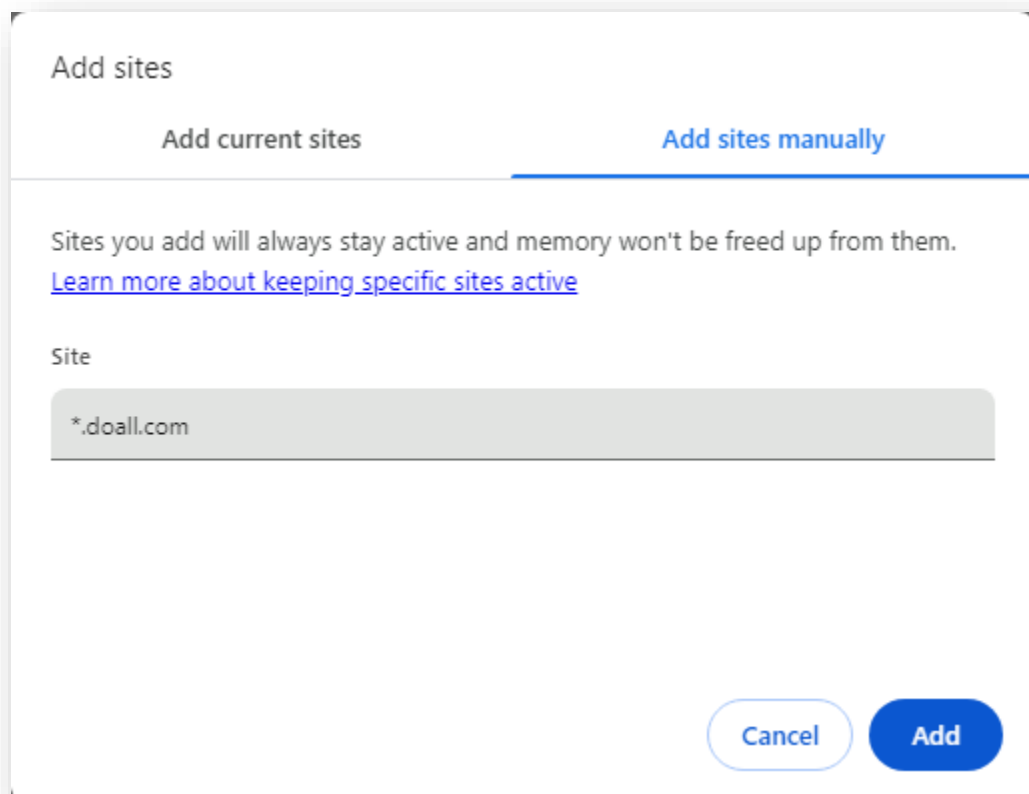 Add sites
Add current sites
Add sites manually
Sites you add will always stay active and memory won't be freed up from them.
Learn more about keeping specific sites active
Site
*.doall.com
Cancel
Add